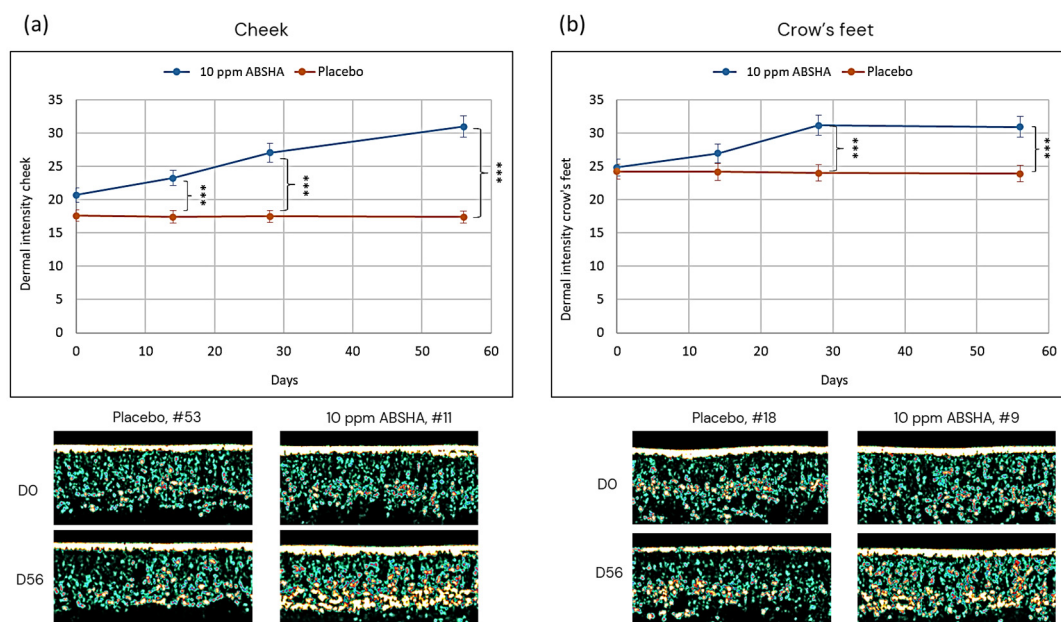 (a)
Cheek
10 ppm ABSHA
Placebo
Dermal intensity cheek
35
30
25
20
15
10
5
0
***
***
***
0 10 20 30 40 50 60
Days
Placebo, #53
10 ppm ABSHA, #11
D0
D56
(b)
Crow's feet
10 ppm ABSHA
Placebo
Dermal intensity crow's feet
35
30
25
20
15
10
5
0
***
***
0 10 20 30 40 50 60
Days
Placebo, #18
10 ppm ABSHA, #9
D0
D56